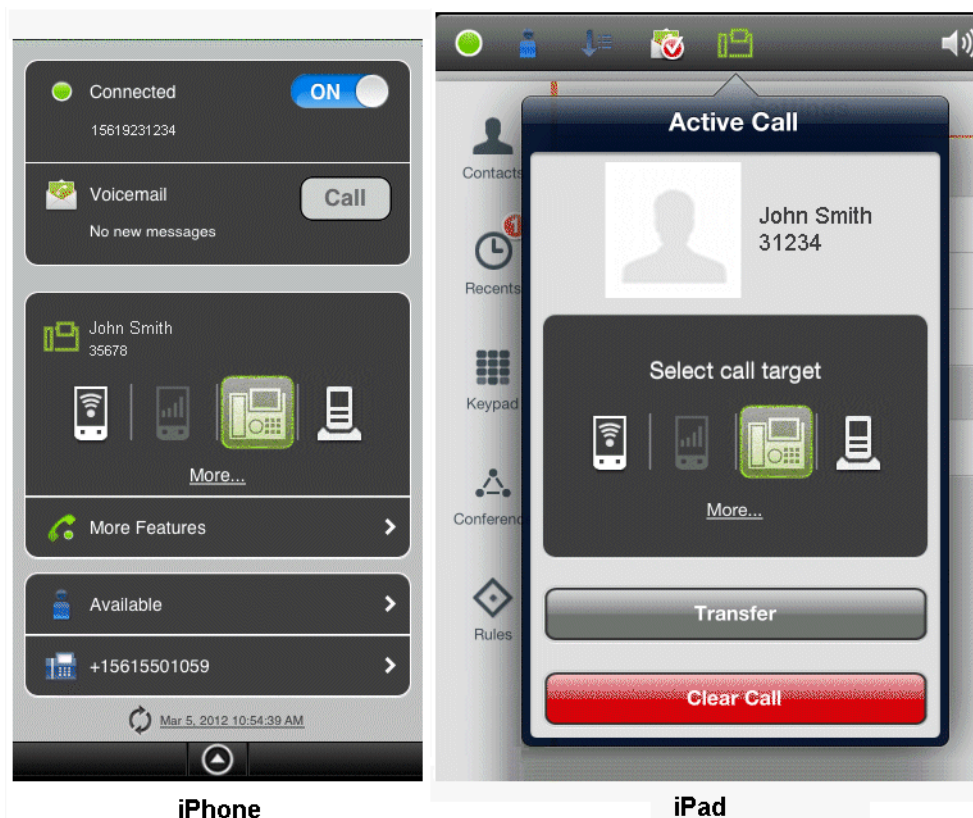 Connected
ON
15619231234
Voicemail
Call
No new messages
John Smith
35678
More...
More Features
Available
+15615501059
Mar 5, 2012 10:54:39 AM
iPhone
Settings
Active Call
Contacts
1
Recents
Keypad
Conferenc
Rules
John Smith
31234
Select call target
More...
Transfer
Clear Call
iPad